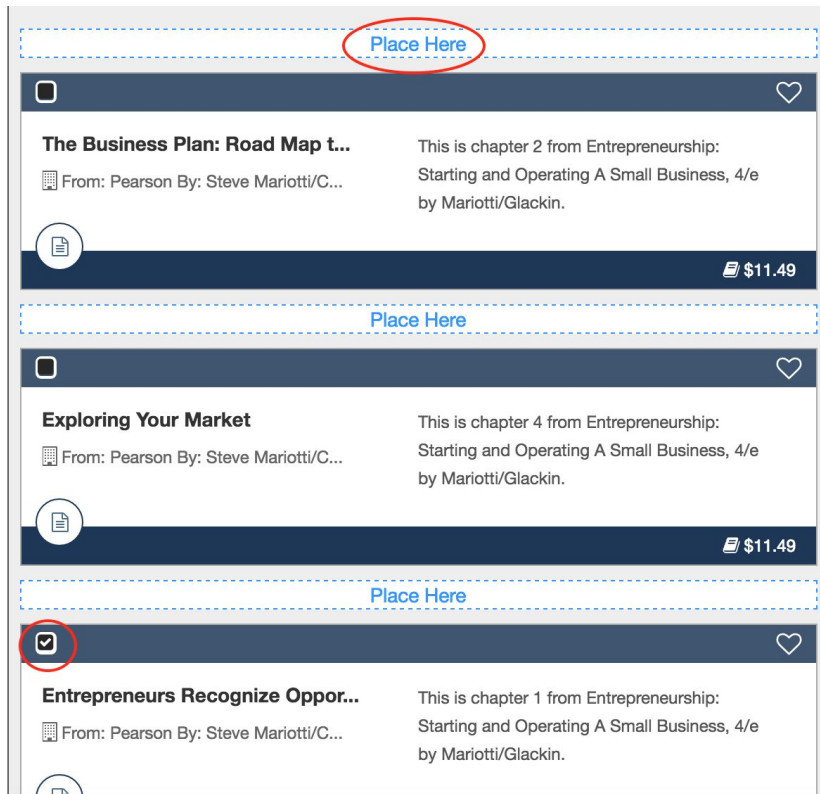 Place Here
The Business Plan: Road Map t...
From: Pearson By: Steve Mariotti/C...
This is chapter 2 from Entrepreneurship:
Starting and Operating A Small Business, 4/e
by Mariotti/Glackin.
$11.49
Place Here
Exploring Your Market
From: Pearson By: Steve Mariotti/C...
This is chapter 4 from Entrepreneurship:
Starting and Operating A Small Business, 4/e
by Mariotti/Glackin.
$11.49
Place Here
Entrepreneurs Recognize Oppor...
From: Pearson By: Steve Mariotti/C...
This is chapter 1 from Entrepreneurship:
Starting and Operating A Small Business, 4/e
by Mariotti/Glackin.